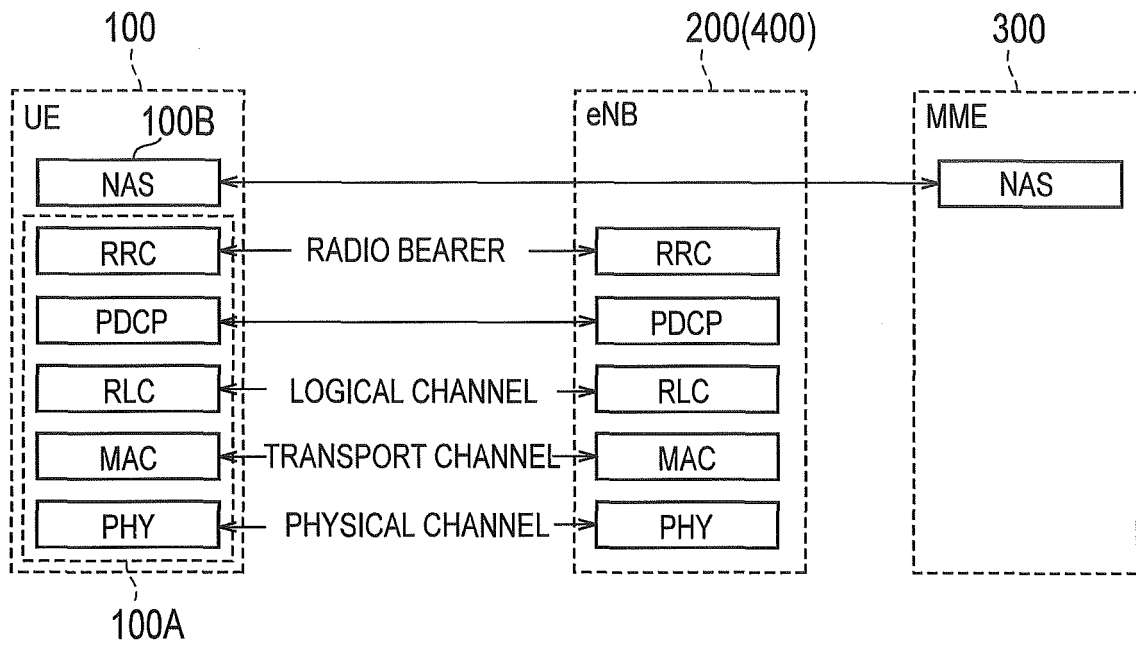 100 200(400) 300
UE eNB MME
100B
NAS NAS
RRC RADIO BEARER RRC
PDCP PDCP
RLC LOGICAL CHANNEL RLC
MAC TRANSPORT CHANNEL MAC
PHY PHYSICAL CHANNEL PHY
100A